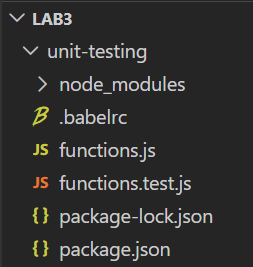 LAB3
unit-testing
node_modules
.babelrc
JS functions.js
JS functions.test.js
{} package-lock.json
{} package.json